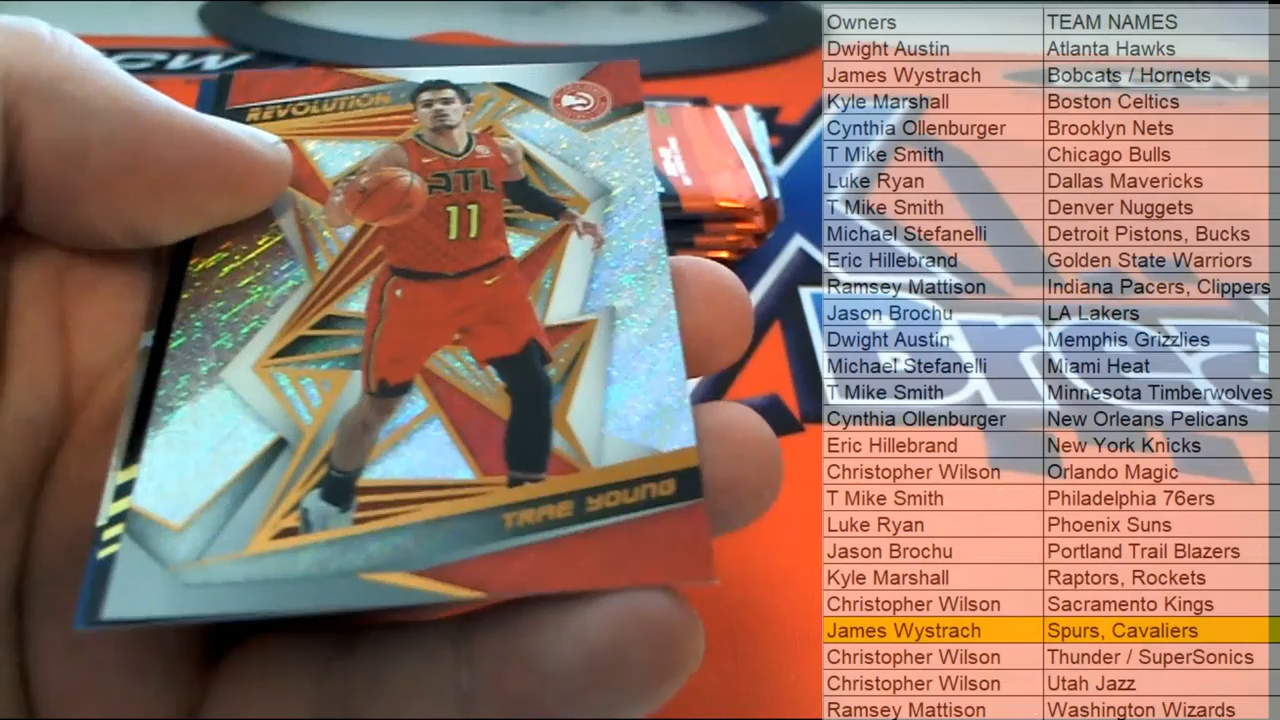 REVOLUTION
ATL
11
TRAE YOUNG
Owners TEAM NAMES
Dwight Austin Atlanta Hawks
James Wystrach Bobcats / Hornets
Kyle Marshall Boston Celtics
Cynthia Ollenburger Brooklyn Nets
T Mike Smith Chicago Bulls
Luke Ryan Dallas Mavericks
T Mike Smith Denver Nuggets
Michael Stefanelli Detroit Pistons, Bucks
Eric Hillebrand Golden State Warriors
Ramsey Mattison Indiana Pacers, Clippers
Jason Brochu LA Lakers
Dwight Austin Memphis Grizzlies
Michael Stefanelli Miami Heat
T Mike Smith Minnesota Timberwolves
Cynthia Ollenburger New Orleans Pelicans
Eric Hillebrand New York Knicks
Christopher Wilson Orlando Magic
T Mike Smith Philadelphia 76ers
Luke Ryan Phoenix Suns
Jason Brochu Portland Trail Blazers
Kyle Marshall Raptors, Rockets
Christopher Wilson Sacramento Kings
James Wystrach Spurs, Cavaliers
Christopher Wilson Thunder / SuperSonics
Christopher Wilson Utah Jazz
Ramsey Mattison Washington Wizards